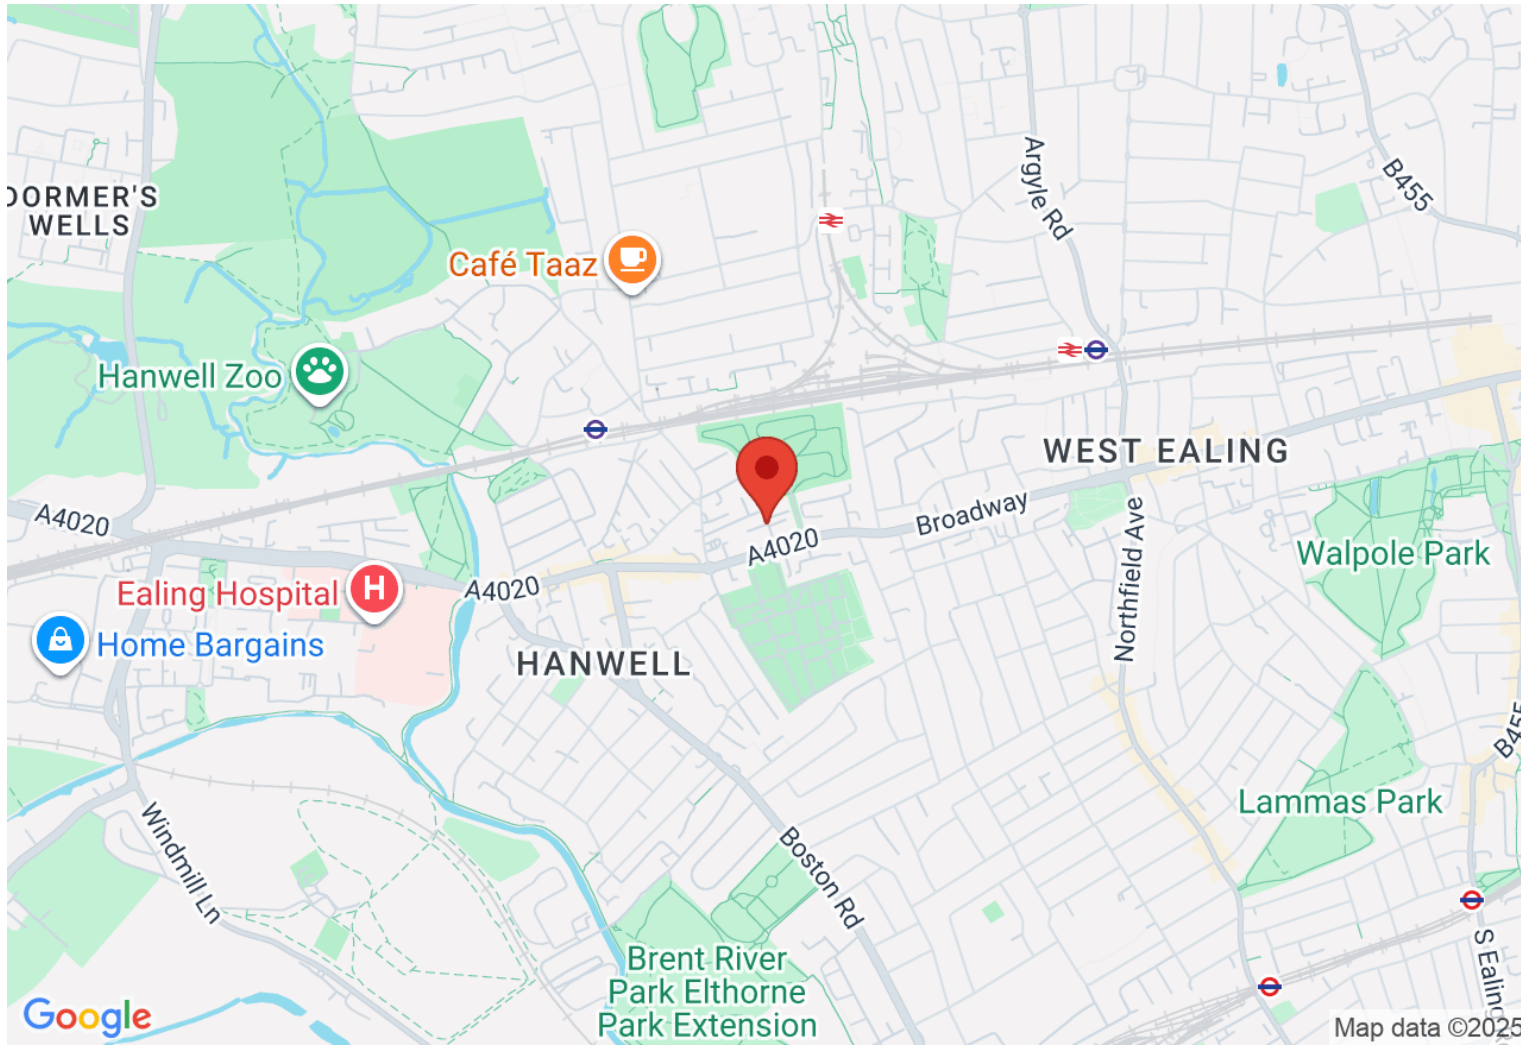 Argyle Rd
B455
DORMER'S
WELLS
Café Taaz
Hanwell Zoo
WEST EALING
A4020
Broadway
A4020
Walpole Park
Ealing Hospital
A4020
Northfield Ave
Home Bargains
HANWELL
B455
Lammas Park
Windmill Ln
Boston Rd
S Ealing
Brent River
Park Elthorne
Park Extension
Google
Map data ©2025